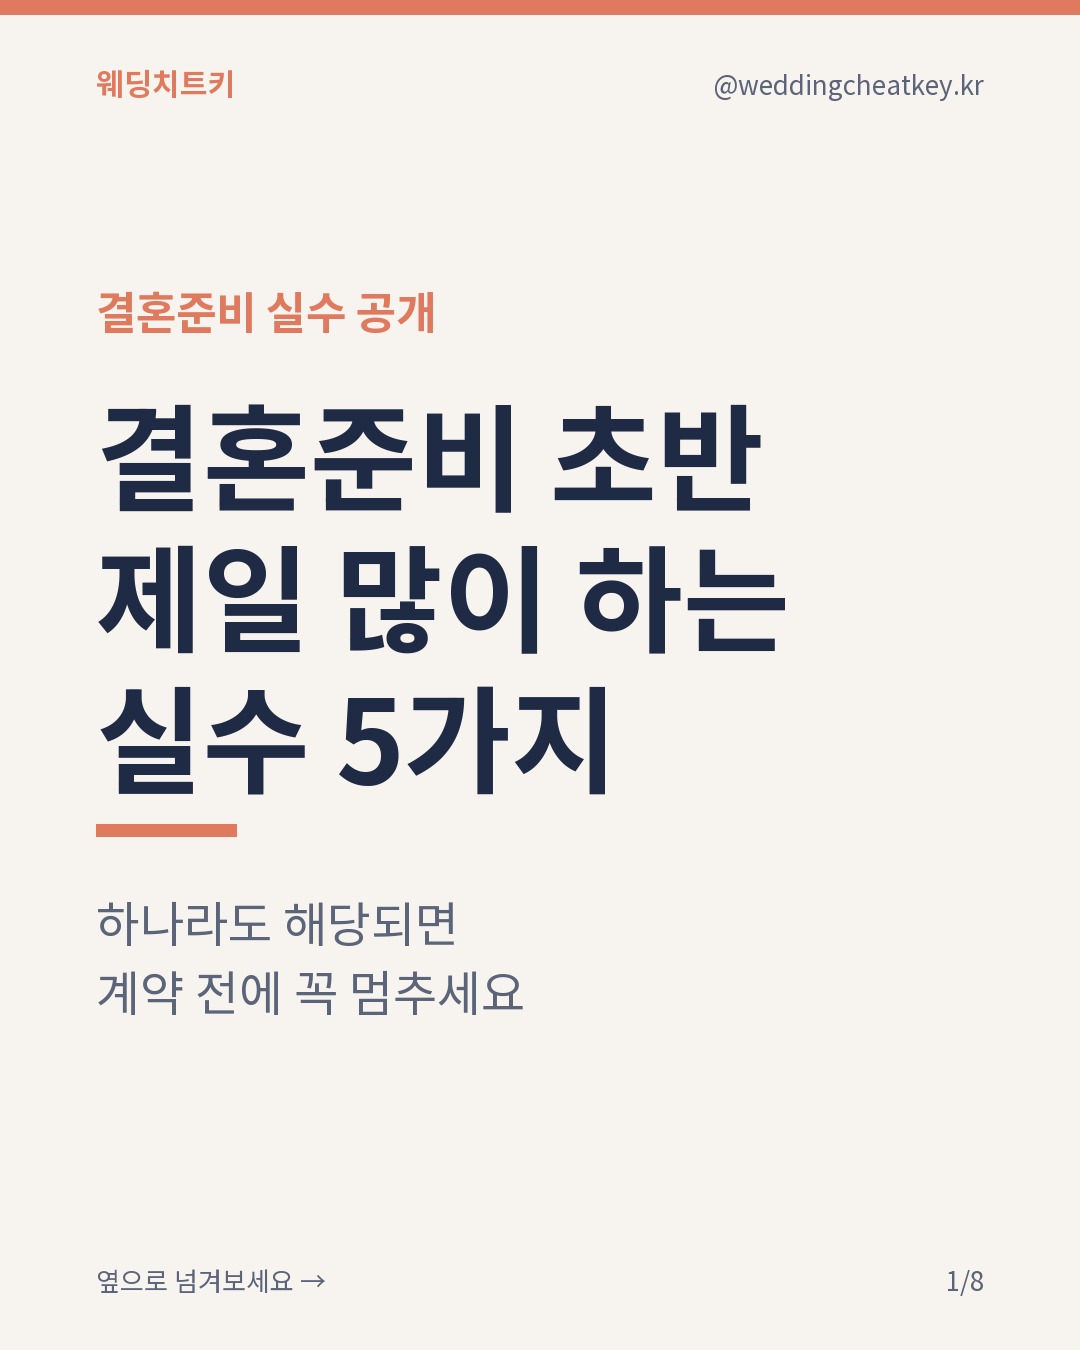 웨딩치트키
@weddingcheatkey.kr
결혼준비 실수 공개
결혼준비 초반
제일 많이 하는
실수 5가지
하나라도 해당되면
계약 전에 꼭 멈추세요
옆으로 넘겨보세요 →
1/8